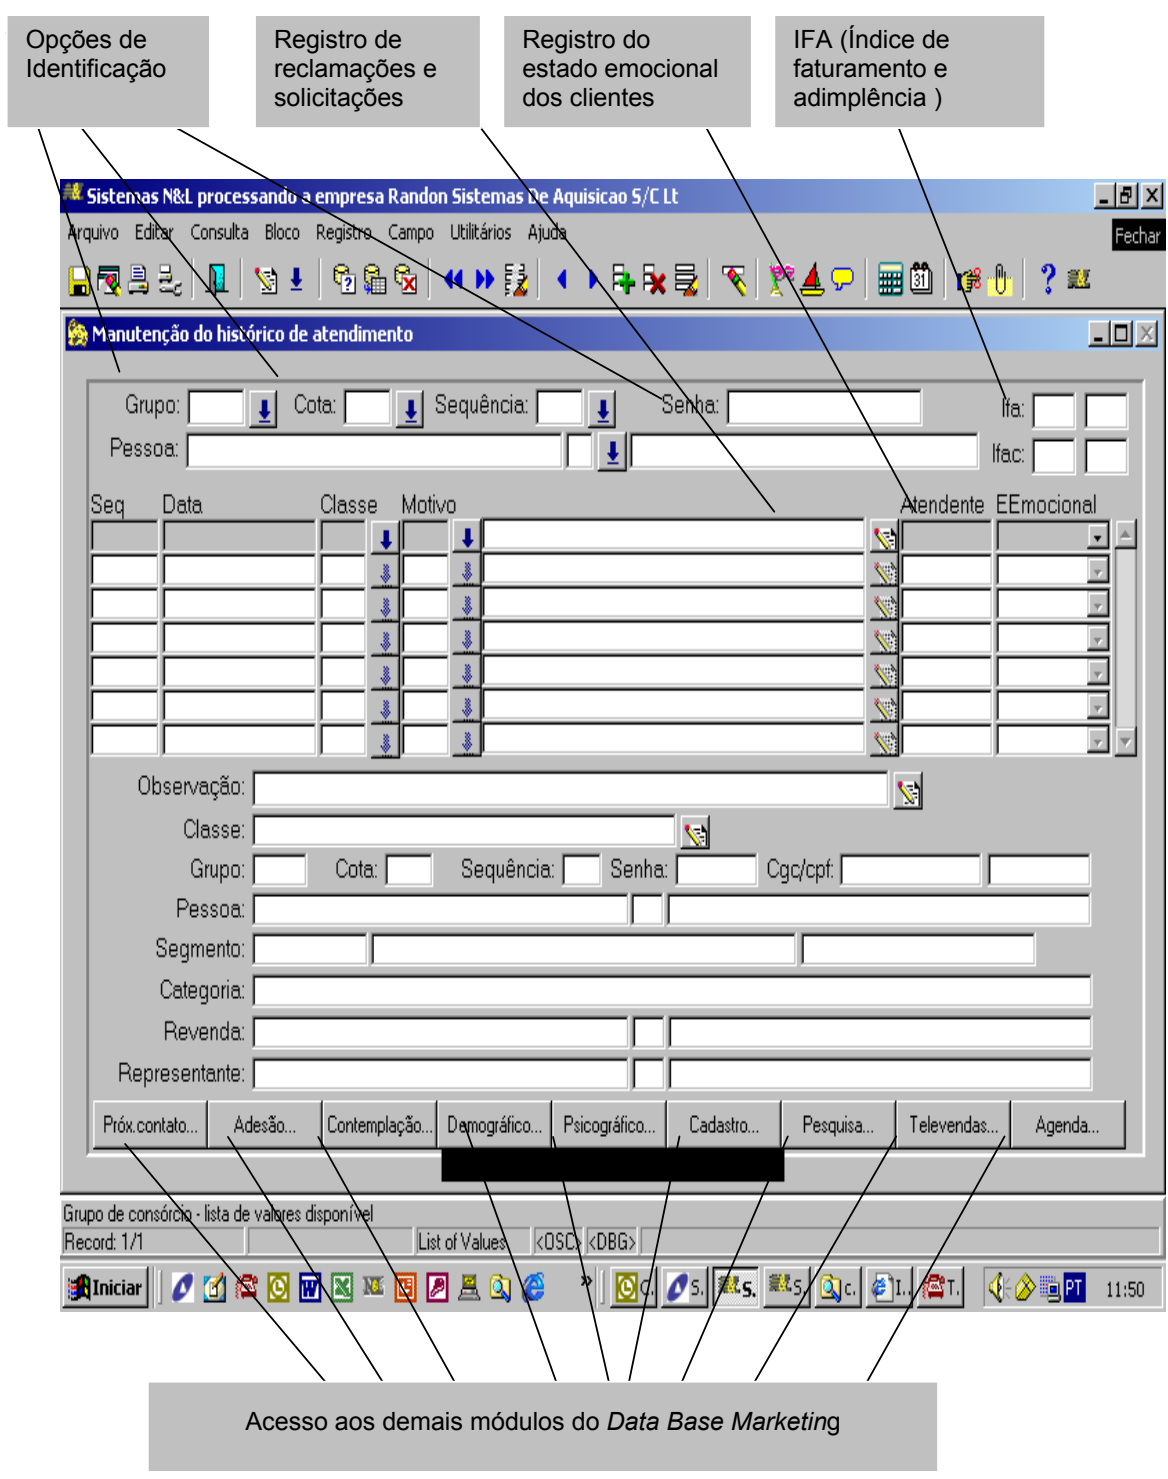 Opções de
Identificação
Registro de
reclamações e
solicitações
Registro do
estado emocional
dos clientes
IFA (Índice de
faturamento e
adimplência )
Sistemas N&L processando a empresa Randon Sistemas De Aquisicao S/C Lt
Arquivo Editar Consulta Bloco Registro Campo Utilitários Ajuda
Fechar
Manutenção do histórico de atendimento
Grupo: Cota: Sequência: Senha: Ifa:
Pessoa: Ifac:
Seq Data Classe Motivo Atendente EEmocional
Observação:
Classe:
Grupo: Cota: Sequência: Senha: Cgc/cpf:
Pessoa:
Segmento:
Categoria:
Revenda:
Representante:
Próx.contato... Adesão... Contemplação... Demográfico... Psicográfico... Cadastro... Pesquisa... Televendas... Agenda...
Grupo de consórcio - lista de valores disponível
Record: 1/1 List of Values <OSC> <DBG>
Iniciar » C. S. S. S. c. I.. T. PT 11:50
Acesso aos demais módulos do Data Base Marketing